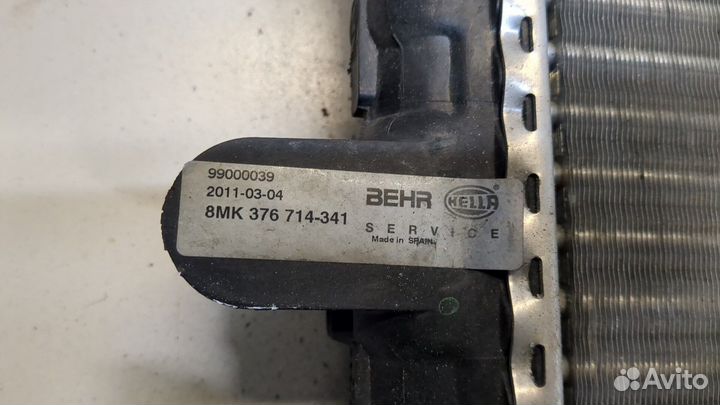 99000039
2011-03-04
8MK 376 714-341
BEHR HELLA
SERVICE
Made in SPAIN
Avito